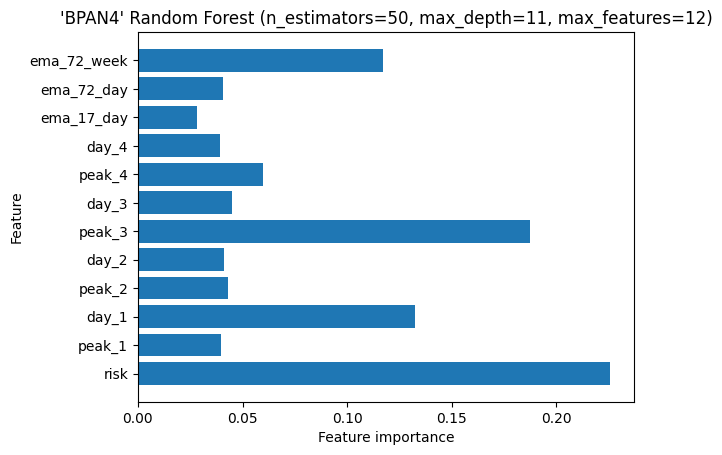 'BPAN4' Random Forest (n_estimators=50, max_depth=11, max_features=12)
ema_72_week
ema_72_day
ema_17_day
day_4
peak_4
day_3
peak_3
day_2
peak_2
day_1
peak_1
risk
Feature
0.00 0.05 0.10 0.15 0.20
Feature importance